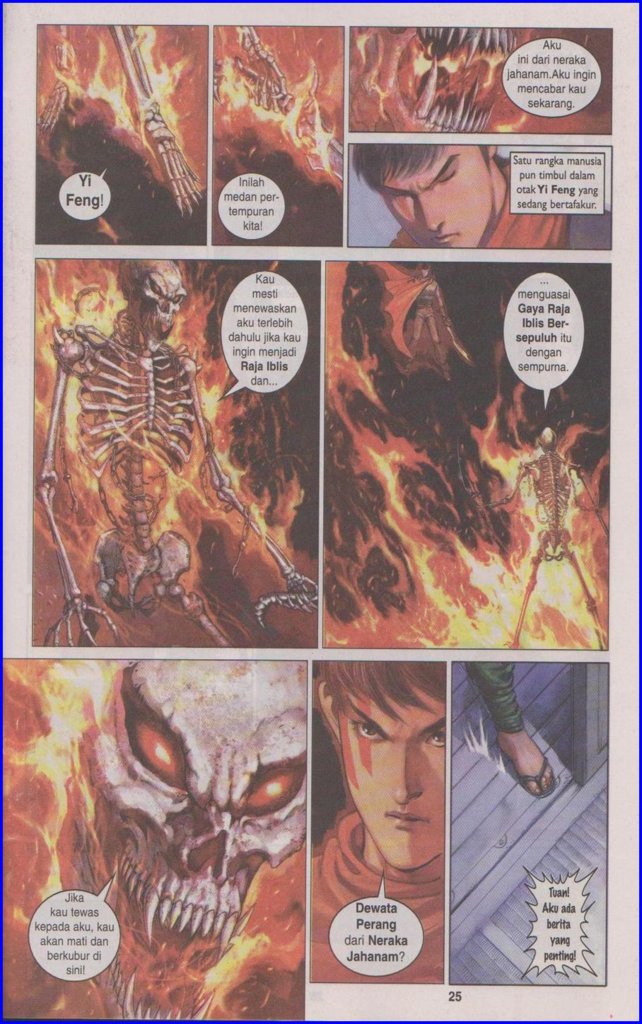 Yi
Feng!
Inilah
medan per-
tempuran
kita!
Aku
ini dari neraka
jahanam.Aku ingin
mencabar kau
sekarang.
Satu rangka manusia
pun timbul dalam
otak Yi Feng yang
sedang bertafakur.
Kau
mesti
menewaskan
aku terlebih
dahulu jika kau
ingin menjadi
Raja Iblis
dan...
...
menguasai
Gaya Raja
Iblis Ber-
sepuluh itu
dengan
sempurna.
Jika
kau tewas
kepada aku, kau
akan mati dan
berkubur di
sini!
Dewata
Perang
dari Neraka
Jahanam?
Tuan!
Aku ada
berita
yang
penting!
25